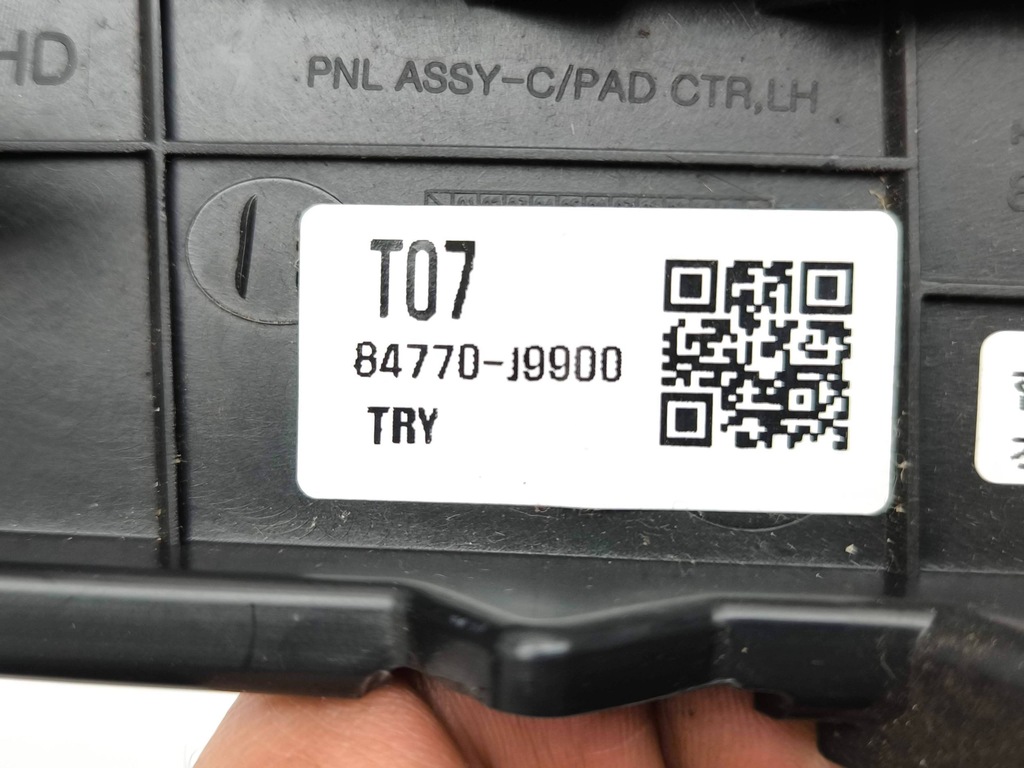 HD
PNL ASSY-C/PAD CTR,LH
T07
84770-J9900
TRY